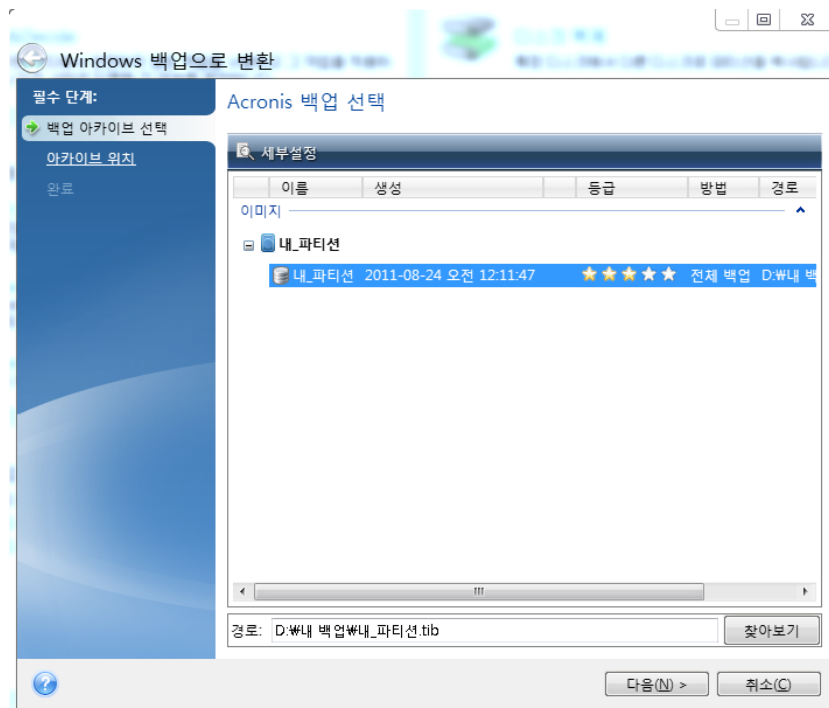 Windows 백업으로 변환
필수 단계:
백업 아카이브 선택
아카이브 위치
완료
Acronis 백업 선택
세부설정
이름 생성 등급 방법 경로
이미지
내_파티션
내_파티션 2011-08-24 오전 12:11:47 전체 백업 D:₩내 백
경로: D:₩내 백업₩내_파티션.tib 찾아보기
다음(N) > 취소(C)